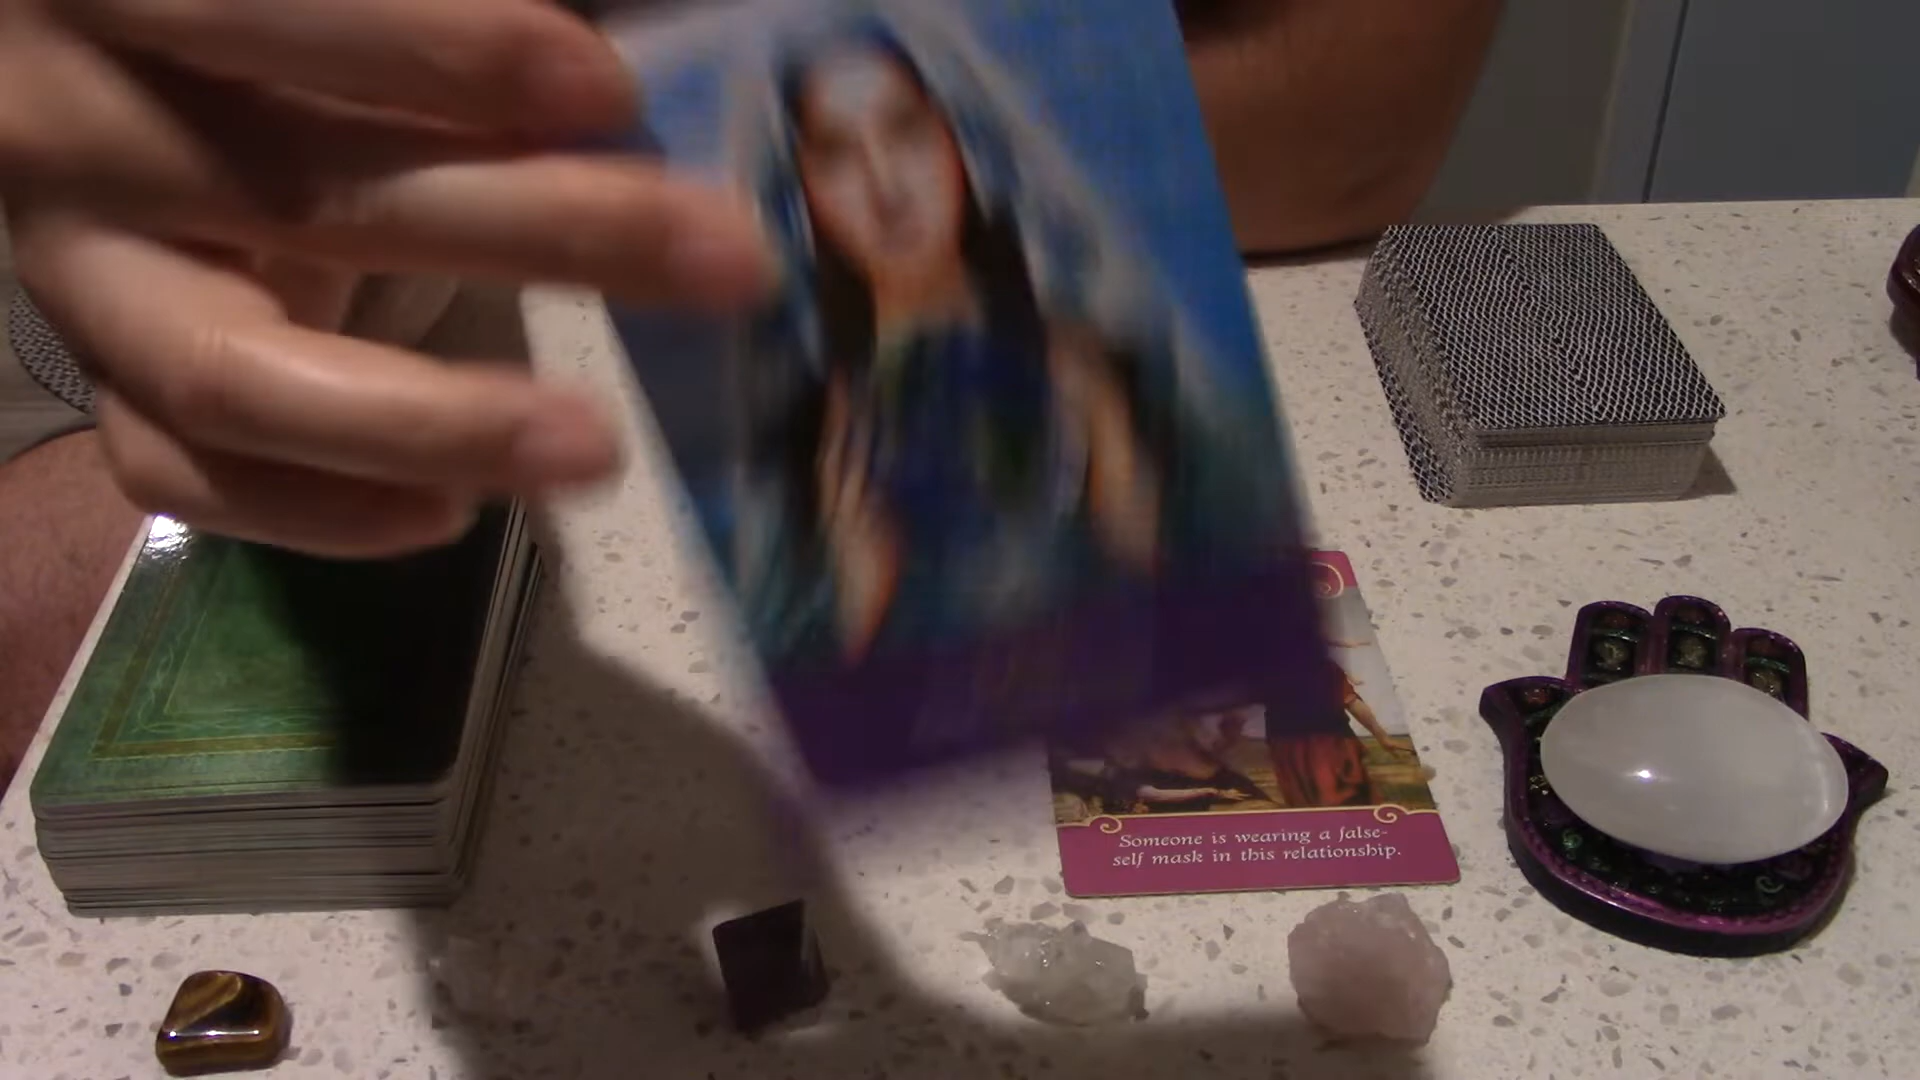 Someone is wearing a false-
self mask in this relationship.